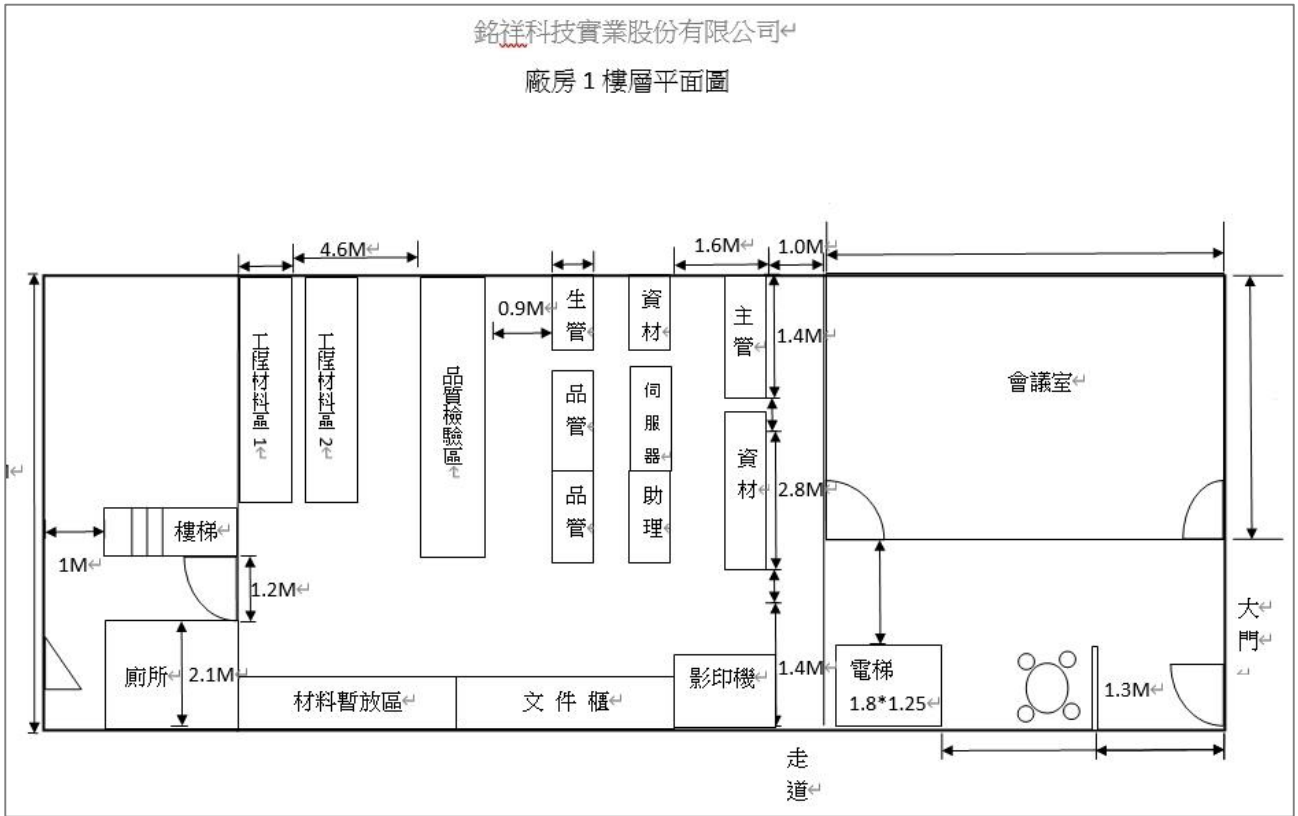 銘祥科技實業股份有限公司
廠房 1 樓層平面圖
4.6M
1.6M
1.0M
0.9M
工程材料區 1
工程材料區 2
品質檢驗區
生管
資材
主管
1.4M
會議室
品管
伺服器
資材
2.8M
品管
助理
樓梯
1M
1.2M
大門
廁所
2.1M
材料暫放區
文 件 櫃
影印機
1.4M
電梯
1.8*1.25
1.3M
走道